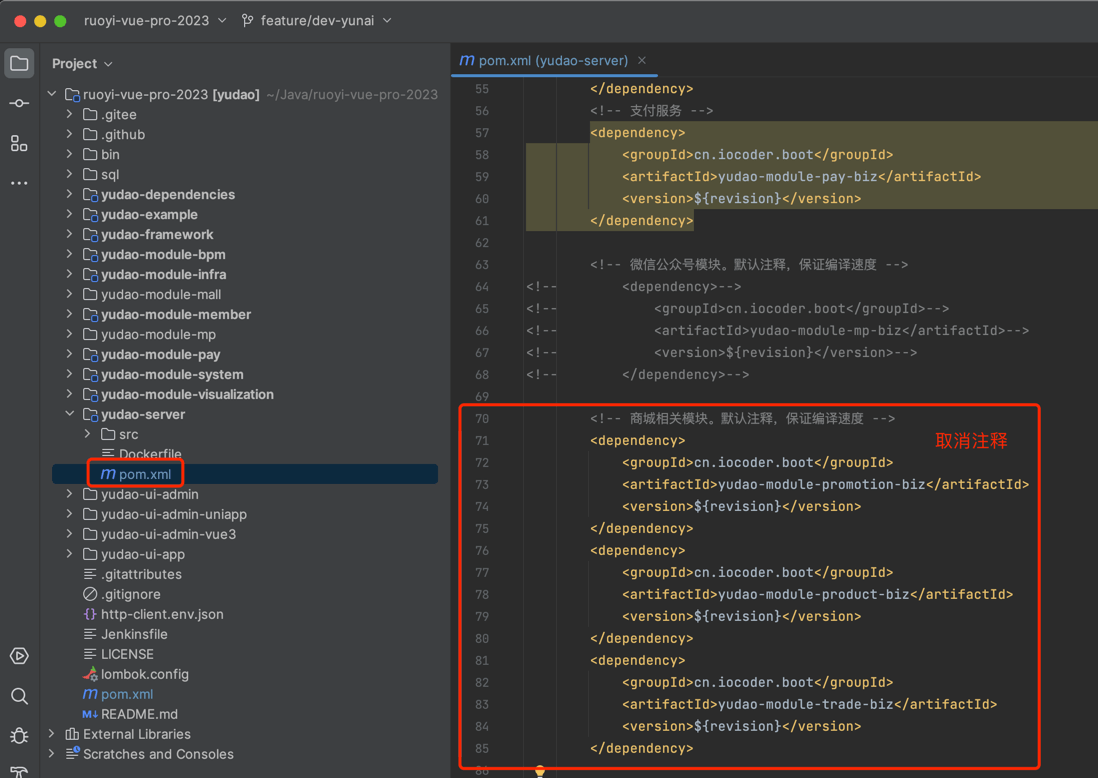 ruoyi-vue-pro-2023 feature/dev-yunai
Project
ruoyi-vue-pro-2023 [yudao] ~/Java/ruoyi-vue-pro-2023
.gitee
.github
bin
sql
yudao-dependencies
yudao-example
yudao-framework
yudao-module-bpm
yudao-module-infra
yudao-module-mall
yudao-module-member
yudao-module-mp
yudao-module-pay
yudao-module-system
yudao-module-visualization
yudao-server
src
Dockerfile
m pom.xml
yudao-ui-admin
yudao-ui-admin-uniapp
yudao-ui-admin-vue3
yudao-ui-app
.gitattributes
.gitignore
{} http-client.env.json
Jenkinsfile
LICENSE
lombok.config
m pom.xml
M↓ README.md
External Libraries
Scratches and Consoles
m pom.xml (yudao-server) ×
55 </dependency>
56 <!-- 支付服务 -->
57 <dependency>
58 <groupId>cn.iocoder.boot</groupId>
59 <artifactId>yudao-module-pay-biz</artifactId>
60 <version>${revision}</version>
61 </dependency>
62
63 <!-- 微信公众号模块。默认注释，保证编译速度 -->
64 <!-- <dependency>-->
65 <!-- <groupId>cn.iocoder.boot</groupId>-->
66 <!-- <artifactId>yudao-module-mp-biz</artifactId>-->
67 <!-- <version>${revision}</version>-->
68 <!-- </dependency>-->
69
70 <!-- 商城相关模块。默认注释，保证编译速度 -->
71 <dependency>
取消注释
72 <groupId>cn.iocoder.boot</groupId>
73 <artifactId>yudao-module-promotion-biz</artifactId>
74 <version>${revision}</version>
75 </dependency>
76 <dependency>
77 <groupId>cn.iocoder.boot</groupId>
78 <artifactId>yudao-module-product-biz</artifactId>
79 <version>${revision}</version>
80 </dependency>
81 <dependency>
82 <groupId>cn.iocoder.boot</groupId>
83 <artifactId>yudao-module-trade-biz</artifactId>
84 <version>${revision}</version>
85 </dependency>
86